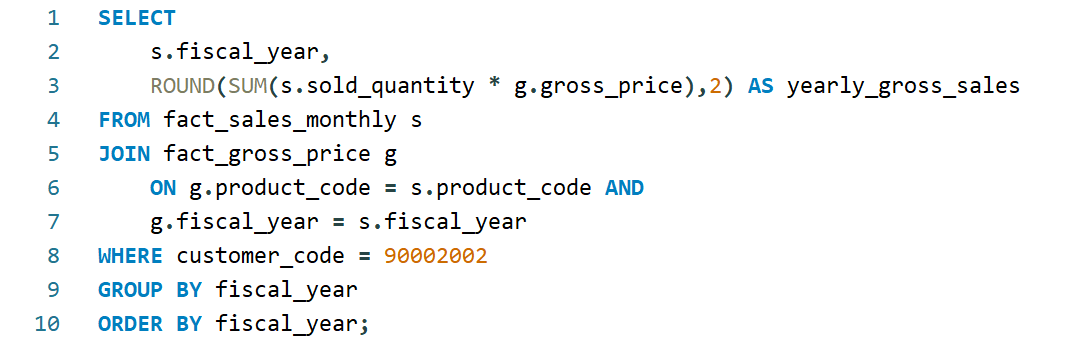 1 SELECT
2 s.fiscal_year,
3 ROUND(SUM(s.sold_quantity * g.gross_price),2) AS yearly_gross_sales
4 FROM fact_sales_monthly s
5 JOIN fact_gross_price g
6 ON g.product_code = s.product_code AND
7 g.fiscal_year = s.fiscal_year
8 WHERE customer_code = 90002002
9 GROUP BY fiscal_year
10 ORDER BY fiscal_year;